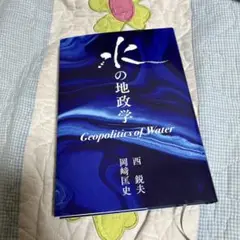 水の地政学
Geopolitics of Water
西 鋭夫
岡﨑匡史